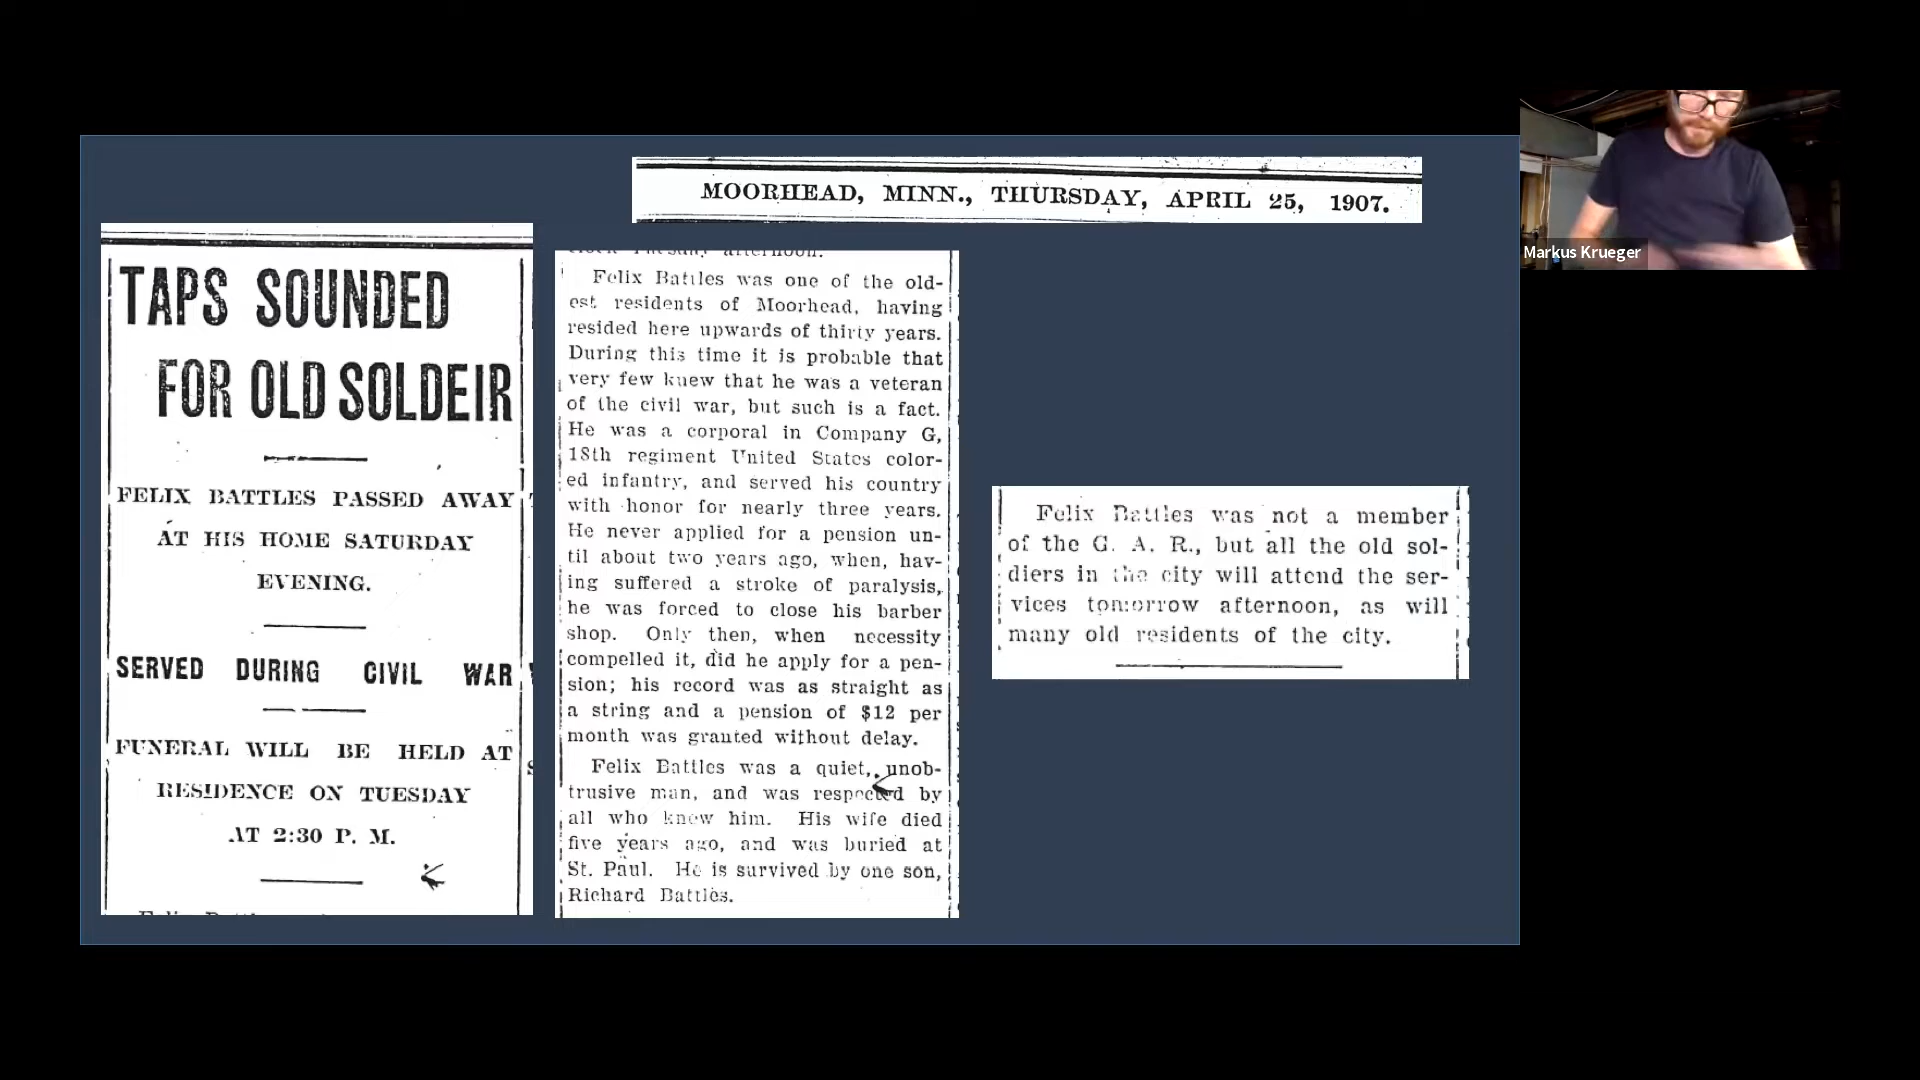 MOORHEAD, MINN., THURSDAY, APRIL 25, 1907.
TAPS SOUNDED
FOR OLD SOLDEIR
FELIX BATTLES PASSED AWAY
AT HIS HOME SATURDAY
EVENING.
SERVED DURING CIVIL WAR
FUNERAL WILL BE HELD AT
RESIDENCE ON TUESDAY
AT 2:30 P. M.
afternoon.
Felix Battles was one of the old-
est residents of Moorhead, having
resided here upwards of thirty years.
During this time it is probable that
very few knew that he was a veteran
of the civil war, but such is a fact.
He was a corporal in Company G,
18th regiment United States color-
ed infantry, and served his country
with honor for nearly three years.
He never applied for a pension un-
til about two years ago, when, hav-
ing suffered a stroke of paralysis,
he was forced to close his barber
shop. Only then, when necessity
compelled it, did he apply for a pen-
sion; his record was as straight as
a string and a pension of $12 per
month was granted without delay.
Felix Battles was a quiet, unob-
trusive man, and was respected by
all who knew him. His wife died
five years ago, and was buried at
St. Paul. He is survived by one son,
Richard Battles.
Felix Battles was not a member
of the G. A. R., but all the old sol-
diers in the city will attend the ser-
vices tomorrow afternoon, as will
many old residents of the city.
Markus Krueger